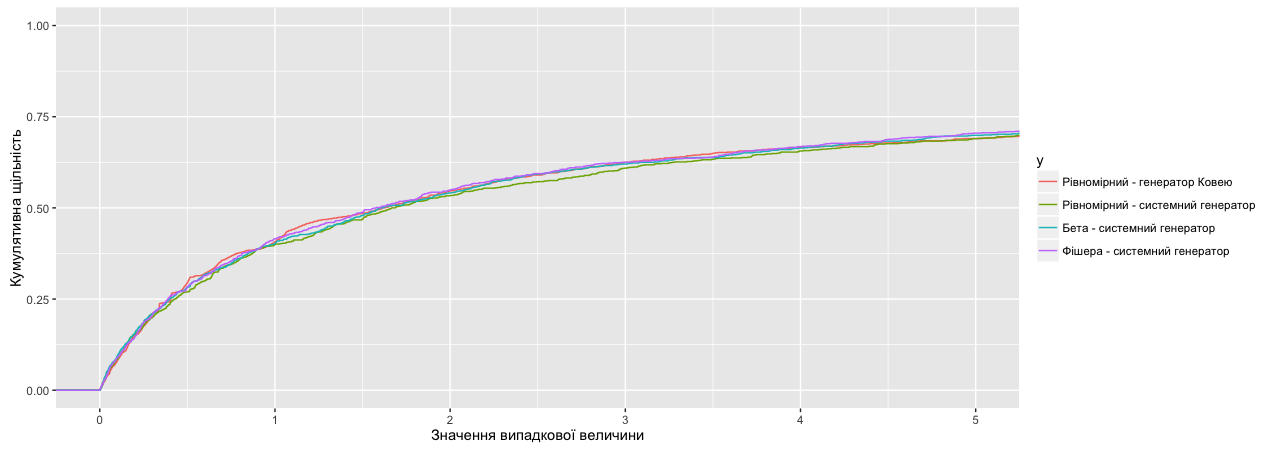 1.00
0.75
0.50
0.25
0.00
Кумулятивна щільність
0
1
2
3
4
5
Значення випадкової величини
y
Рівномірний - генератор Ковею
Рівномірний - системний генератор
Бета - системний генератор
Фішера - системний генератор